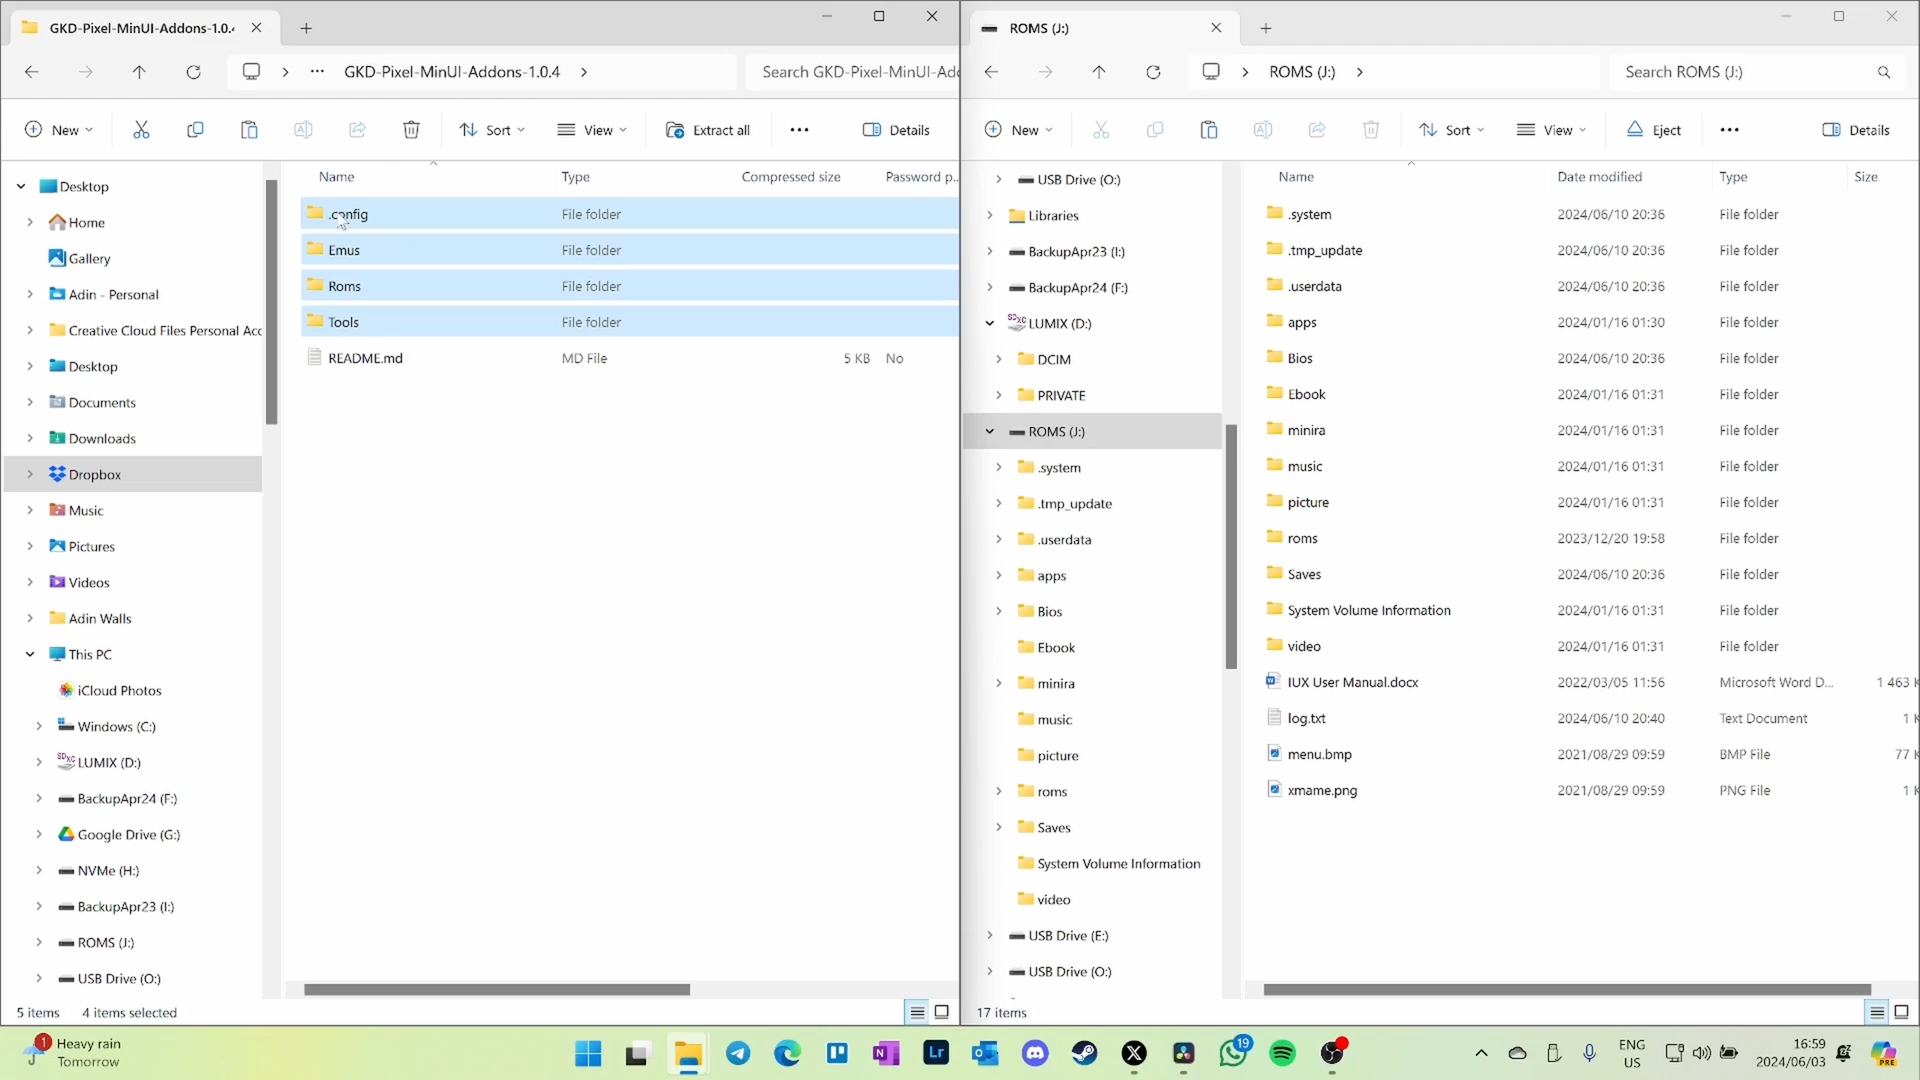 GKD-Pixel-MinUI-Addons-1.0.4
GKD-Pixel-MinUI-Addons-1.0.4
Search GKD-Pixel-MinUI-Add
New
Sort
View
Extract all
Details
Name
Type
Compressed size
Password p...
.config
File folder
Emus
File folder
Roms
File folder
Tools
File folder
README.md
MD File
5 KB
No
Desktop
Home
Gallery
Adin - Personal
Creative Cloud Files Personal Acc
Desktop
Documents
Downloads
Dropbox
Music
Pictures
Videos
Adin Walls
This PC
iCloud Photos
Windows (C:)
LUMIX (D:)
BackupApr24 (F:)
Google Drive (G:)
NVMe (H:)
BackupApr23 (I:)
ROMS (J:)
USB Drive (O:)
5 items
4 items selected
ROMS (J:)
ROMS (J:)
Search ROMS (J:)
New
Sort
View
Eject
Details
USB Drive (O:)
Libraries
BackupApr23 (I:)
BackupApr24 (F:)
LUMIX (D:)
DCIM
PRIVATE
ROMS (J:)
.system
.tmp_update
.userdata
apps
Bios
Ebook
minira
music
picture
roms
Saves
System Volume Information
video
USB Drive (E:)
USB Drive (O:)
Name
Date modified
Type
Size
.system
2024/06/10 20:36
File folder
.tmp_update
2024/06/10 20:36
File folder
.userdata
2024/06/10 20:36
File folder
apps
2024/01/16 01:30
File folder
Bios
2024/06/10 20:36
File folder
Ebook
2024/01/16 01:31
File folder
minira
2024/01/16 01:31
File folder
music
2024/01/16 01:31
File folder
picture
2024/01/16 01:31
File folder
roms
2023/12/20 19:58
File folder
Saves
2024/06/10 20:36
File folder
System Volume Information
2024/01/16 01:31
File folder
video
2024/01/16 01:31
File folder
IUX User Manual.docx
2022/03/05 11:56
Microsoft Word D...
1 463 K
log.txt
2024/06/10 20:40
Text Document
1 K
menu.bmp
2021/08/29 09:59
BMP File
77 K
xmame.png
2021/08/29 09:59
PNG File
1 K
17 items
1
Heavy rain
Tomorrow
Lr
19
ENG
US
16:59
2024/06/03
PRE